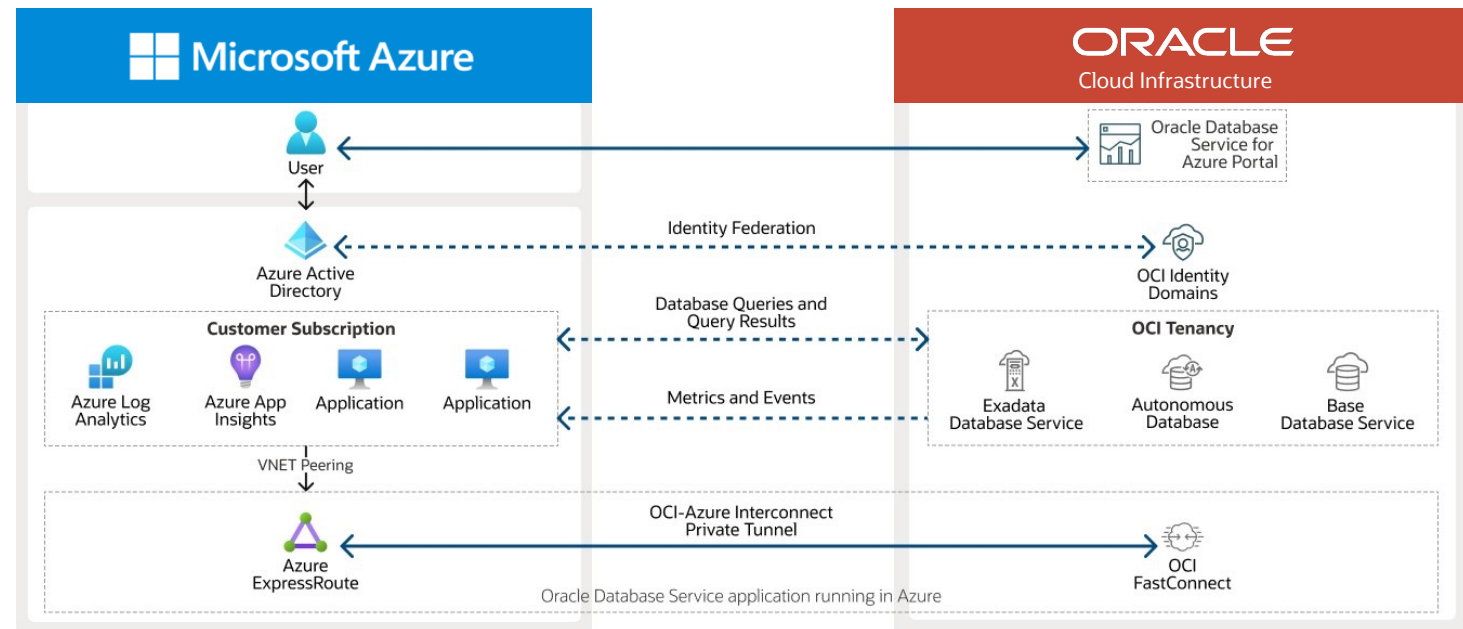 Microsoft Azure
ORACLE
Cloud Infrastructure
User
Oracle Database
Service for
Azure Portal
Identity Federation
Azure Active
Directory
OCI Identity
Domains
Database Queries and
Query Results
Customer Subscription
OCI Tenancy
Azure Log
Analytics
Azure App
Insights
Application
Application
Metrics and Events
X
Exadata
Database Service
A
Autonomous
Database
Base
Database Service
VNET Peering
OCI-Azure Interconnect
Private Tunnel
Azure
ExpressRoute
OCI
FastConnect
Oracle Database Service application running in Azure